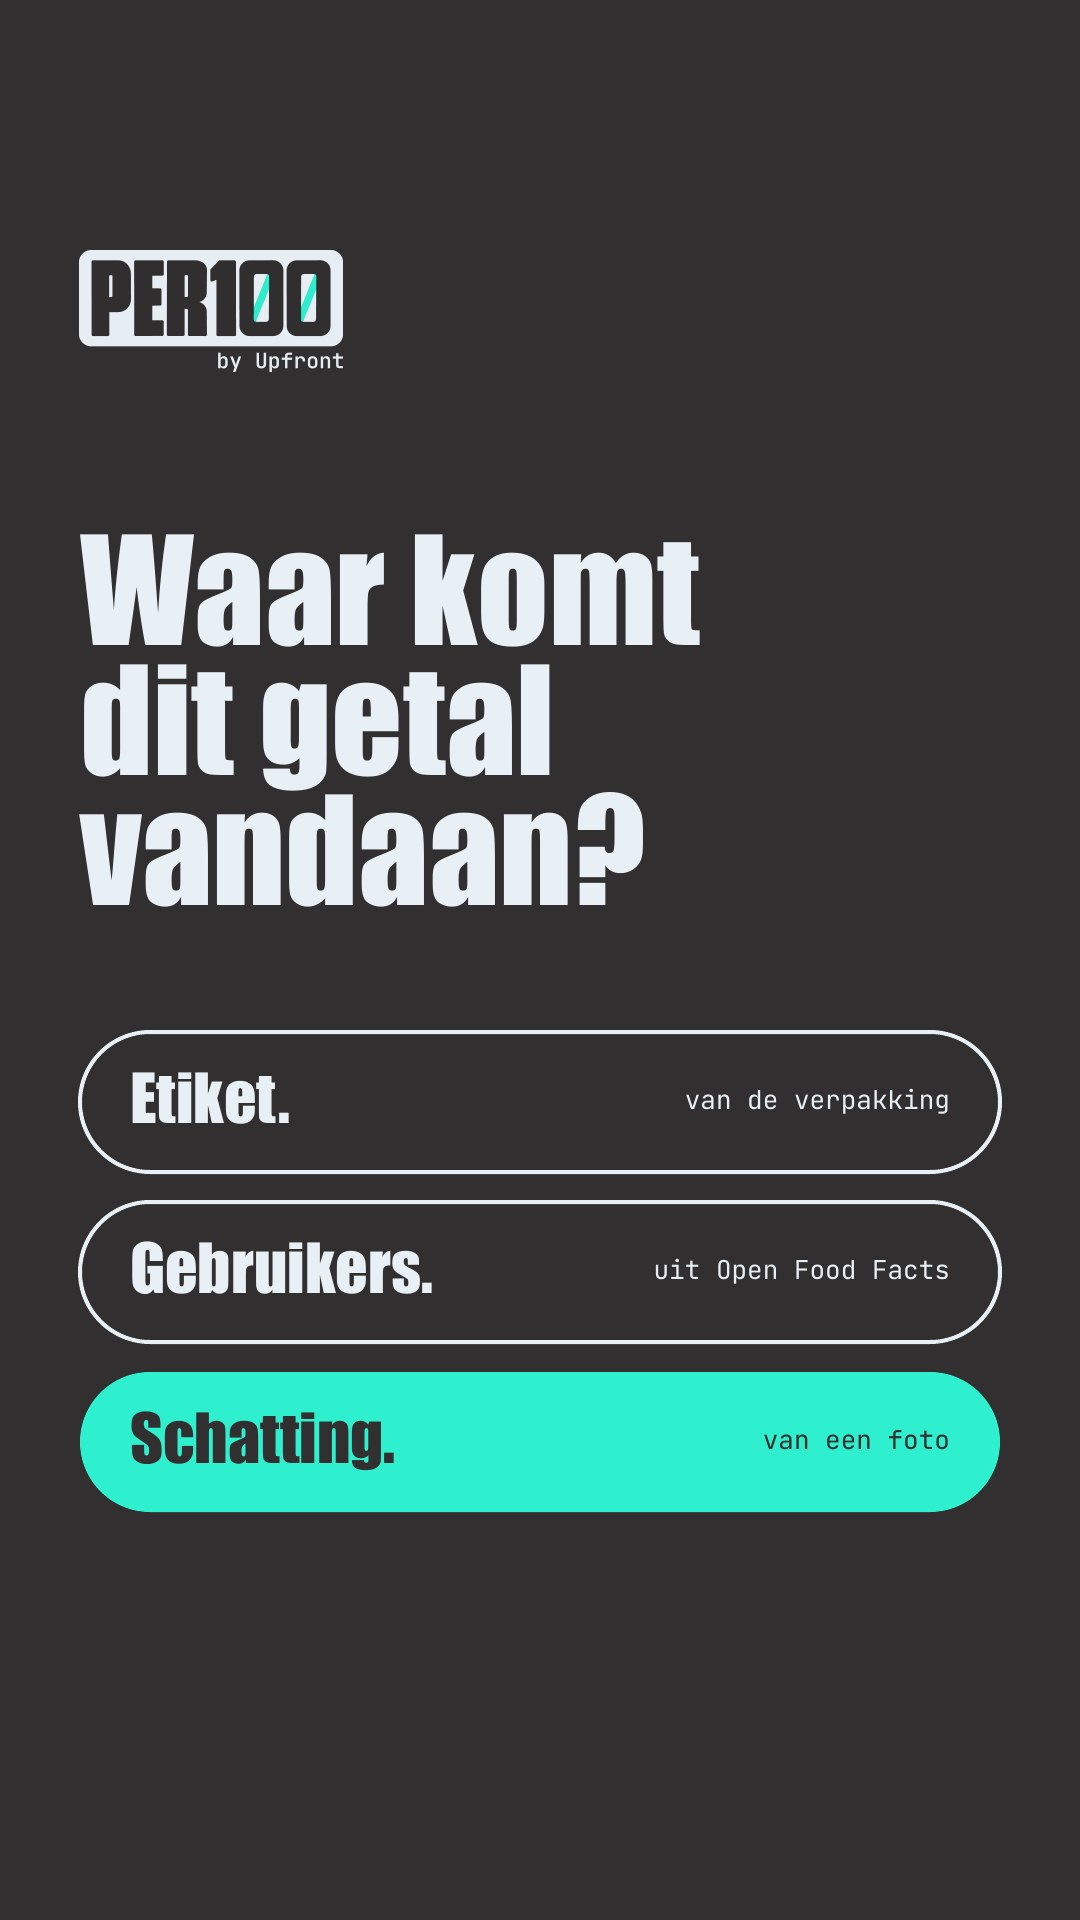 PER100
by Upfront
Waar komt
dit getal
vandaan?
Etiket. van de verpakking
Gebruikers. uit Open Food Facts
Schatting. van een foto